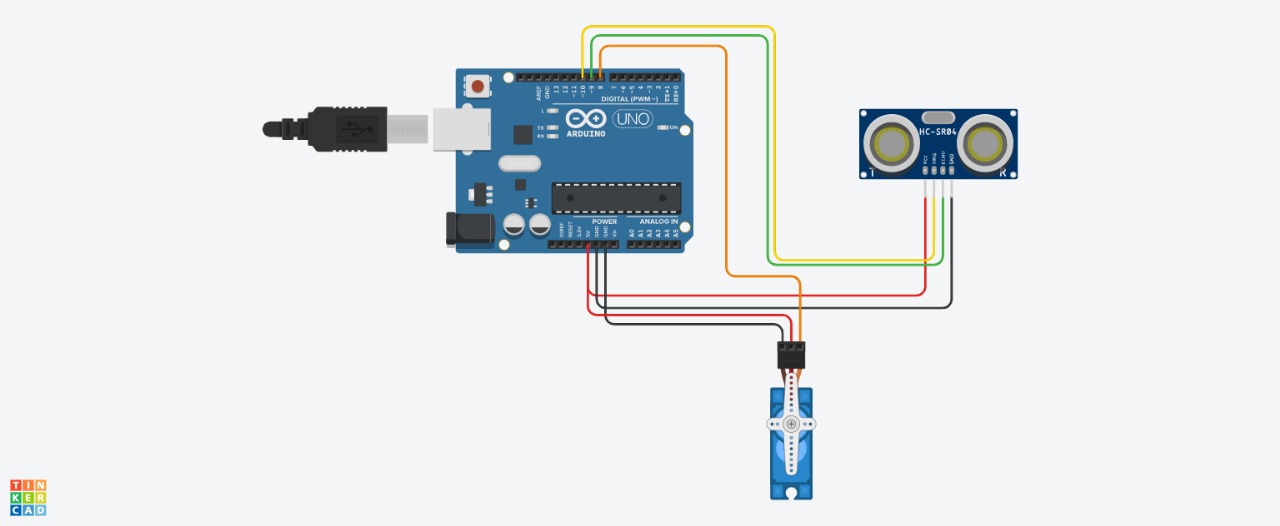 AREF
GND
13
12
~11
~10
~9
8
7
~6
~5
4
~3
2
TX→1
RX←0
DIGITAL (PWM~)
L
TX
RX
ARDUINO
UNO
ON
POWER
ANALOG IN
IOREF
RESET
3.3V
5V
GND
GND
Vin
A0
A1
A2
A3
A4
A5
HC-SR04
VCC
TRIG
ECHO
GND
T
R
TIN
KER
CAD